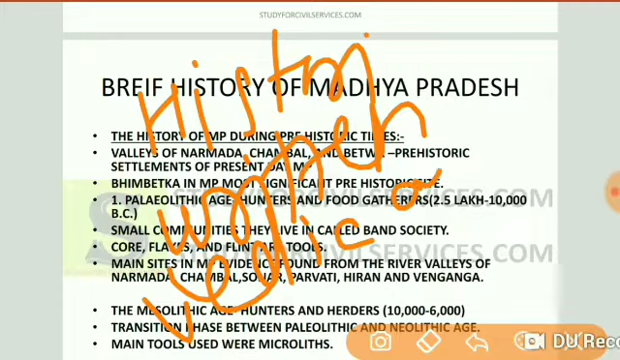 STUDYFORCIVILSERVICES.COM
BREIF HISTORY OF MADHYA PRADESH
• THE HISTORY OF MP DURING PRE HISTORIC TIMES:-
• VALLEYS OF NARMADA, CHAMBAL, AND BETWA –PREHISTORIC
SETTLEMENTS OF PRESENT DAY MP
• BHIMBETKA IN MP MOST SIGNIFICANT PRE HISTORIC SITE.
• 1. PALAEOLITHIC AGE-HUNTERS AND FOOD GATHERERS(2.5 LAKH-10,000
B.C.)
• SMALL COMMUNITIES THEY LIVE IN CALLED BAND SOCIETY.
• CORE, FLAKES, AND FLINT ARE TOOLS.
• MAIN SITES IN MP EVIDENCE FOUND FROM THE RIVER VALLEYS OF
NARMADA, CHAMBAL,SONAR, PARVATI, HIRAN AND VENGANGA.
• THE MESOLITHIC AGE-HUNTERS AND HERDERS (10,000-6,000)
• TRANSITION PHASE BETWEEN PALEOLITHIC AND NEOLITHIC AGE.
• MAIN TOOLS USED WERE MICROLITHS.
DU Reco